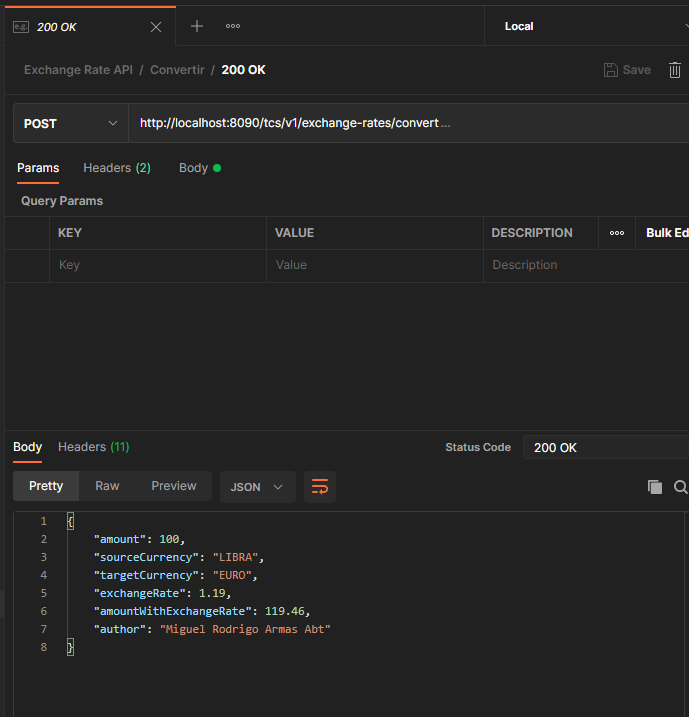 e.g. 200 OK
Local
Exchange Rate API / Convertir / 200 OK
Save
POST
http://localhost:8090/tcs/v1/exchange-rates/convert...
Params Headers (2) Body
Query Params
KEY VALUE DESCRIPTION Bulk Ed
Key Value Description
Body Headers (11) Status Code 200 OK
Pretty Raw Preview JSON
1 {
2 "amount": 100,
3 "sourceCurrency": "LIBRA",
4 "targetCurrency": "EURO",
5 "exchangeRate": 1.19,
6 "amountWithExchangeRate": 119.46,
7 "author": "Miguel Rodrigo Armas Abt"
8 }